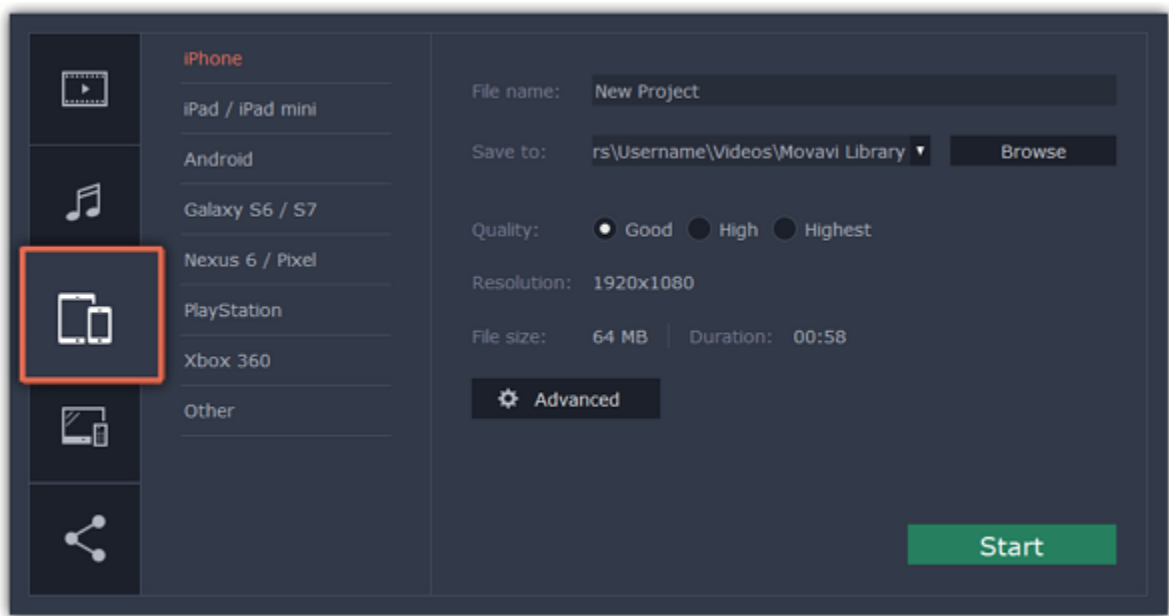 iPhone
iPad / iPad mini
Android
Galaxy S6 / S7
Nexus 6 / Pixel
PlayStation
Xbox 360
Other
File name: New Project
Save to: rs\Username\Videos\Movavi Library Browse
Quality: Good High Highest
Resolution: 1920x1080
File size: 64 MB Duration: 00:58
Advanced
Start